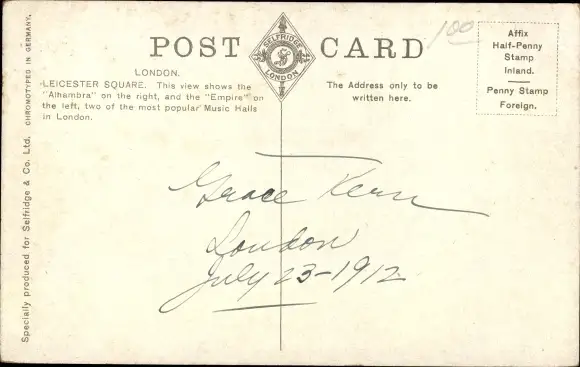 POST CARD
SELFRIDGE
LONDON
100
Affix
Half-Penny
Stamp
Inland.
Penny Stamp
Foreign.
LONDON.
LEICESTER SQUARE. This view shows the
"Alhambra" on the right, and the "Empire" on
the left, two of the most popular Music Halls
in London.
The Address only to be
written here.
Grace Kern
London
July 23-1912
Specially produced for Selfridge & Co. Ltd. CHROMOTYPED IN GERMANY.